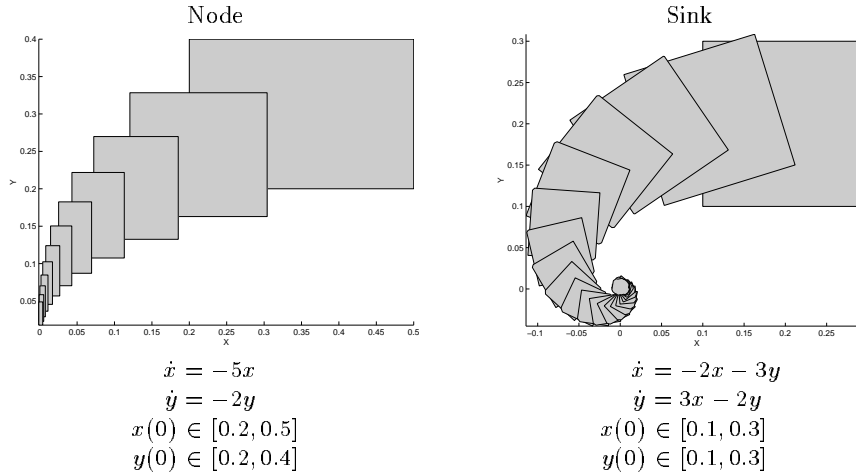 Node
0.4
0.35
0.3
0.25
0.2
0.15
0.1
0.05
Y
0 0.05 0.1 0.15 0.2 0.25 0.3 0.35 0.4 0.45 0.5
X
ẋ = −5x
ẏ = −2y
x(0) ∈ [0.2, 0.5]
y(0) ∈ [0.2, 0.4]
Sink
0.3
0.25
0.2
0.15
0.1
0.05
0
Y
-0.1 -0.05 0 0.05 0.1 0.15 0.2 0.25
X
ẋ = −2x − 3y
ẏ = 3x − 2y
x(0) ∈ [0.1, 0.3]
y(0) ∈ [0.1, 0.3]